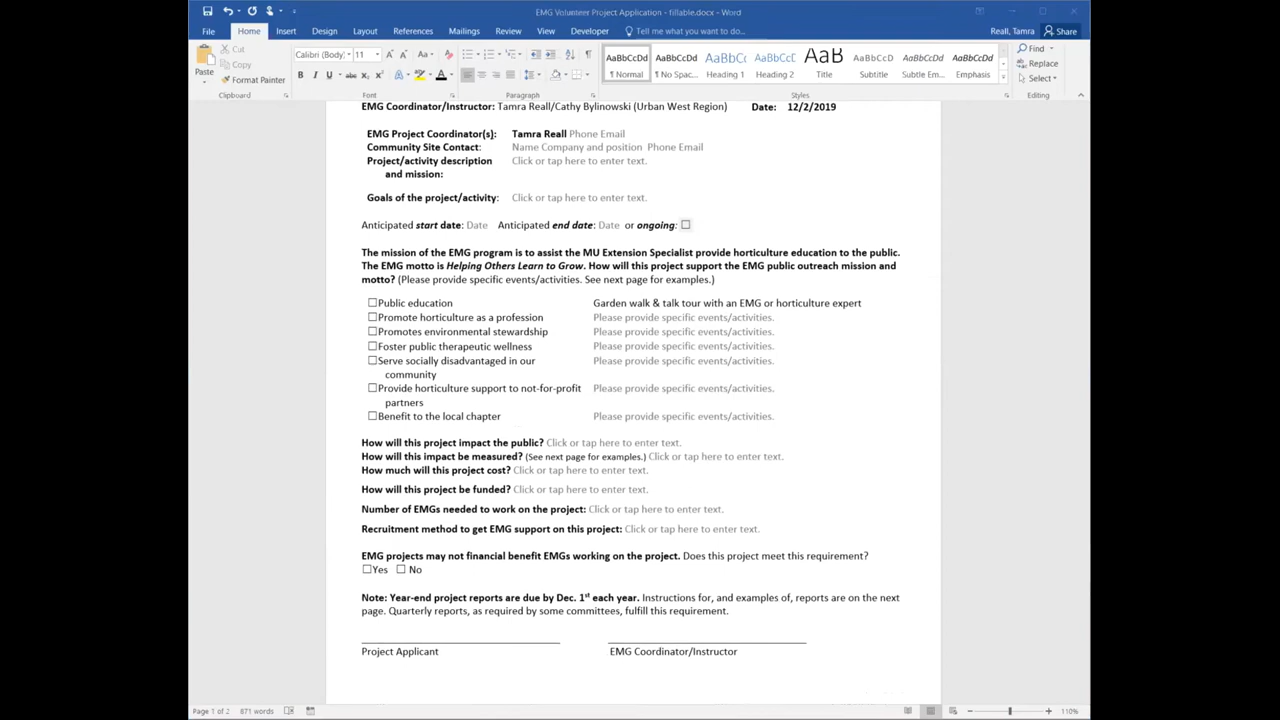 EMG Volunteer Project Application - fillable.docx - Word
File Home Insert Design Layout References Mailings Review View Developer Tell me what you want to do... Reall, Tamra Share
Cut
Copy
Format Painter
Paste
Clipboard
Calibri (Body) 11
Font
Paragraph
AaBbCcDd AaBbCcDd AaBbCc AaBbCcD AaB AaBbCcDd AaBbCcDd AaBbCcDd
¶ Normal ¶ No Spac... Heading 1 Heading 2 Title Subtitle Subtle Em... Emphasis
Styles
Find
Replace
Select
Editing
EMG Coordinator/Instructor: Tamra Reall/Cathy Bylinowski (Urban West Region) Date: 12/2/2019
EMG Project Coordinator(s): Tamra Reall Phone Email
Community Site Contact: Name Company and position Phone Email
Project/activity description Click or tap here to enter text.
and mission:
Goals of the project/activity: Click or tap here to enter text.
Anticipated start date: Date Anticipated end date: Date or ongoing: ☐
The mission of the EMG program is to assist the MU Extension Specialist provide horticulture education to the public.
The EMG motto is Helping Others Learn to Grow. How will this project support the EMG public outreach mission and
motto? (Please provide specific events/activities. See next page for examples.)
☐Public education Garden walk & talk tour with an EMG or horticulture expert
☐Promote horticulture as a profession Please provide specific events/activities.
☐Promotes environmental stewardship Please provide specific events/activities.
☐Foster public therapeutic wellness Please provide specific events/activities.
☐Serve socially disadvantaged in our Please provide specific events/activities.
community
☐Provide horticulture support to not-for-profit Please provide specific events/activities.
partners
☐Benefit to the local chapter Please provide specific events/activities.
How will this project impact the public? Click or tap here to enter text.
How will this impact be measured? (See next page for examples.) Click or tap here to enter text.
How much will this project cost? Click or tap here to enter text.
How will this project be funded? Click or tap here to enter text.
Number of EMGs needed to work on the project: Click or tap here to enter text.
Recruitment method to get EMG support on this project: Click or tap here to enter text.
EMG projects may not financial benefit EMGs working on the project. Does this project meet this requirement?
☐Yes ☐ No
Note: Year-end project reports are due by Dec. 1st each year. Instructions for, and examples of, reports are on the next
page. Quarterly reports, as required by some committees, fulfill this requirement.
Project Applicant EMG Coordinator/Instructor
Page 1 of 2 871 words 110%